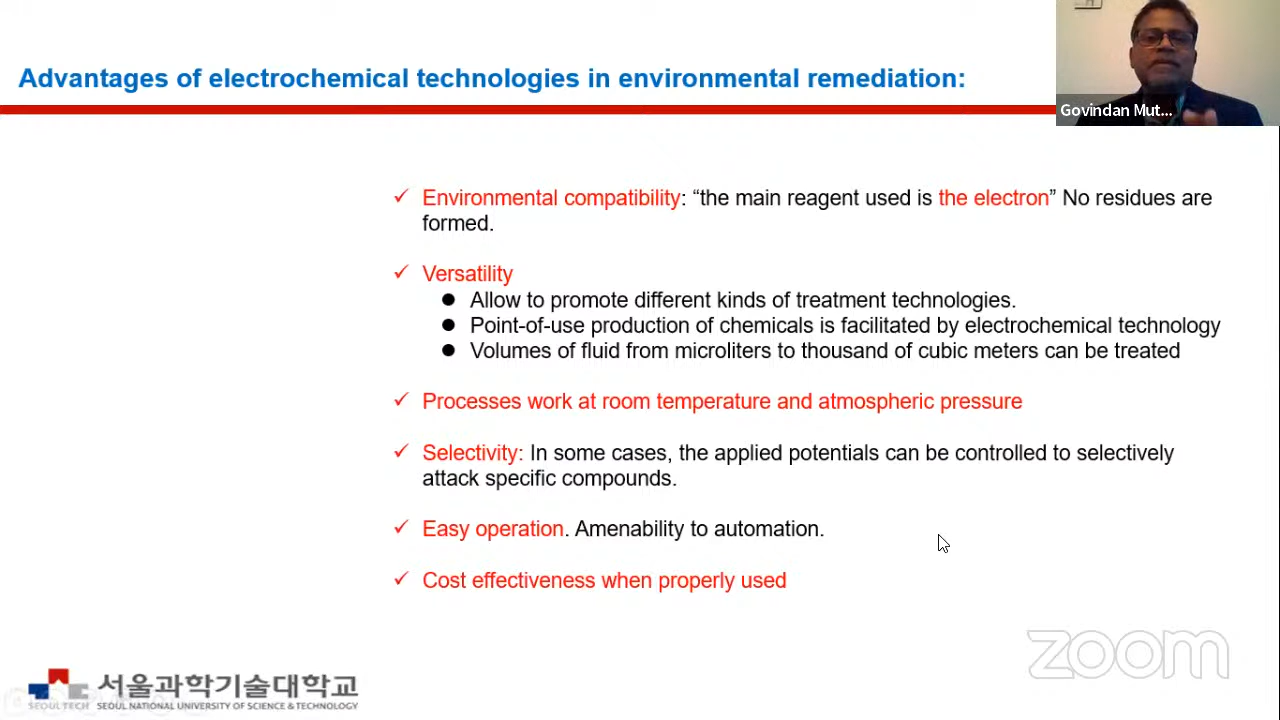 Advantages of electrochemical technologies in environmental remediation:
Govindan Mut...
✓ Environmental compatibility: “the main reagent used is the electron” No residues are
formed.
✓ Versatility
● Allow to promote different kinds of treatment technologies.
● Point-of-use production of chemicals is facilitated by electrochemical technology
● Volumes of fluid from microliters to thousand of cubic meters can be treated
✓ Processes work at room temperature and atmospheric pressure
✓ Selectivity: In some cases, the applied potentials can be controlled to selectively
attack specific compounds.
✓ Easy operation. Amenability to automation.
✓ Cost effectiveness when properly used
zoom
서울과학기술대학교
SEOUL TECH SEOUL NATIONAL UNIVERSITY OF SCIENCE & TECHNOLOGY